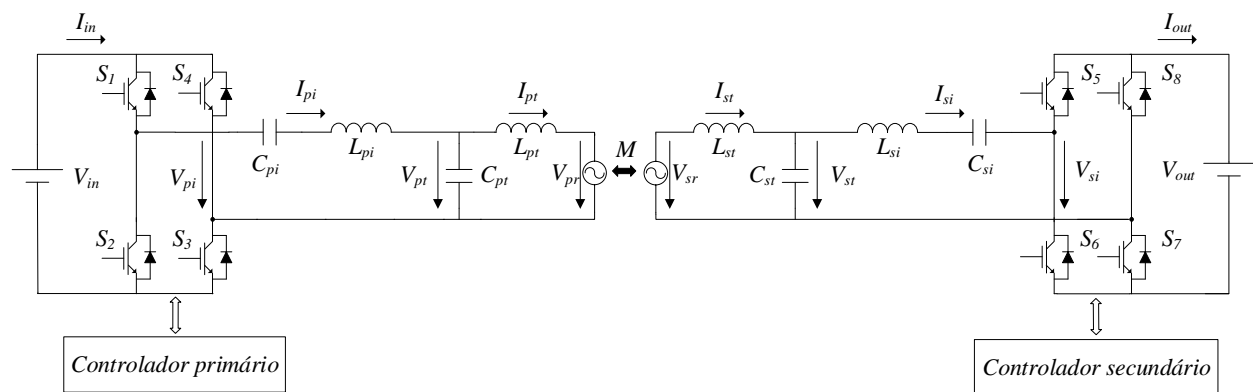 I_in
S_1
S_4
I_pi
C_pi
L_pi
I_pt
L_pt
V_in
V_pi
V_pt
C_pt
V_pr
M
S_2
S_3
Controlador primário
I_st
L_st
I_si
L_si
C_si
V_sr
C_st
V_st
V_si
I_out
S_5
S_8
V_out
S_6
S_7
Controlador secundário